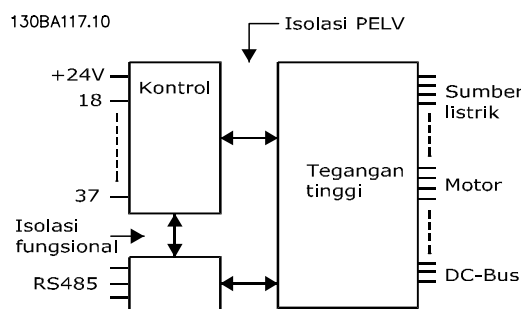 130BA117.10
Isolasi PELV
+24V
18
37
Kontrol
Tegangan
tinggi
Sumber
listrik
Motor
DC-Bus
Isolasi
fungsional
RS485